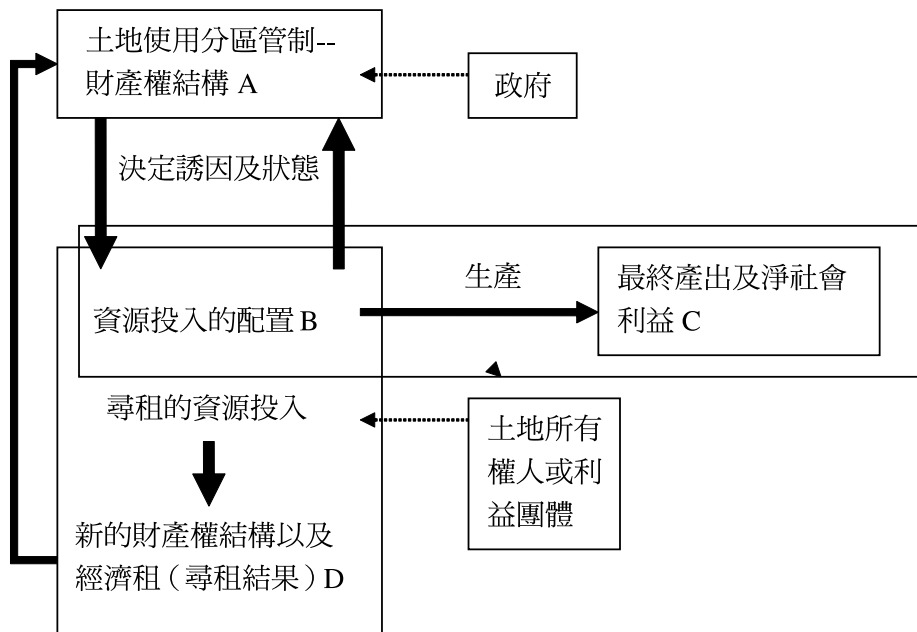 土地使用分區管制--
財產權結構 A
政府
決定誘因及狀態
生產
最終產出及淨社會
利益 C
資源投入的配置 B
尋租的資源投入
土地所有
權人或利
益團體
新的財產權結構以及
經濟租（尋租結果）D